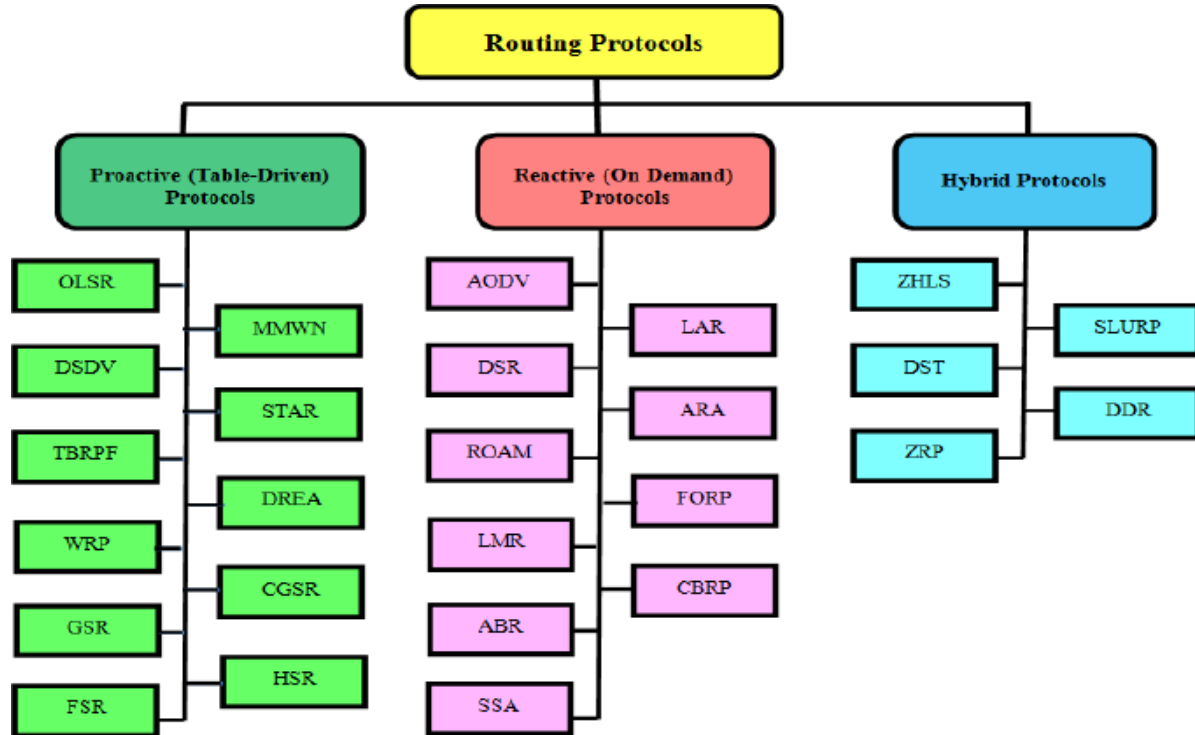 Routing Protocols
Proactive (Table-Driven)
Protocols
Reactive (On Demand)
Protocols
Hybrid Protocols
OLSR
MMWN
DSDV
STAR
TBRPF
DREA
WRP
CGSR
GSR
HSR
FSR
AODV
LAR
DSR
ARA
ROAM
FORP
LMR
CBRP
ABR
SSA
ZHLS
SLURP
DST
DDR
ZRP